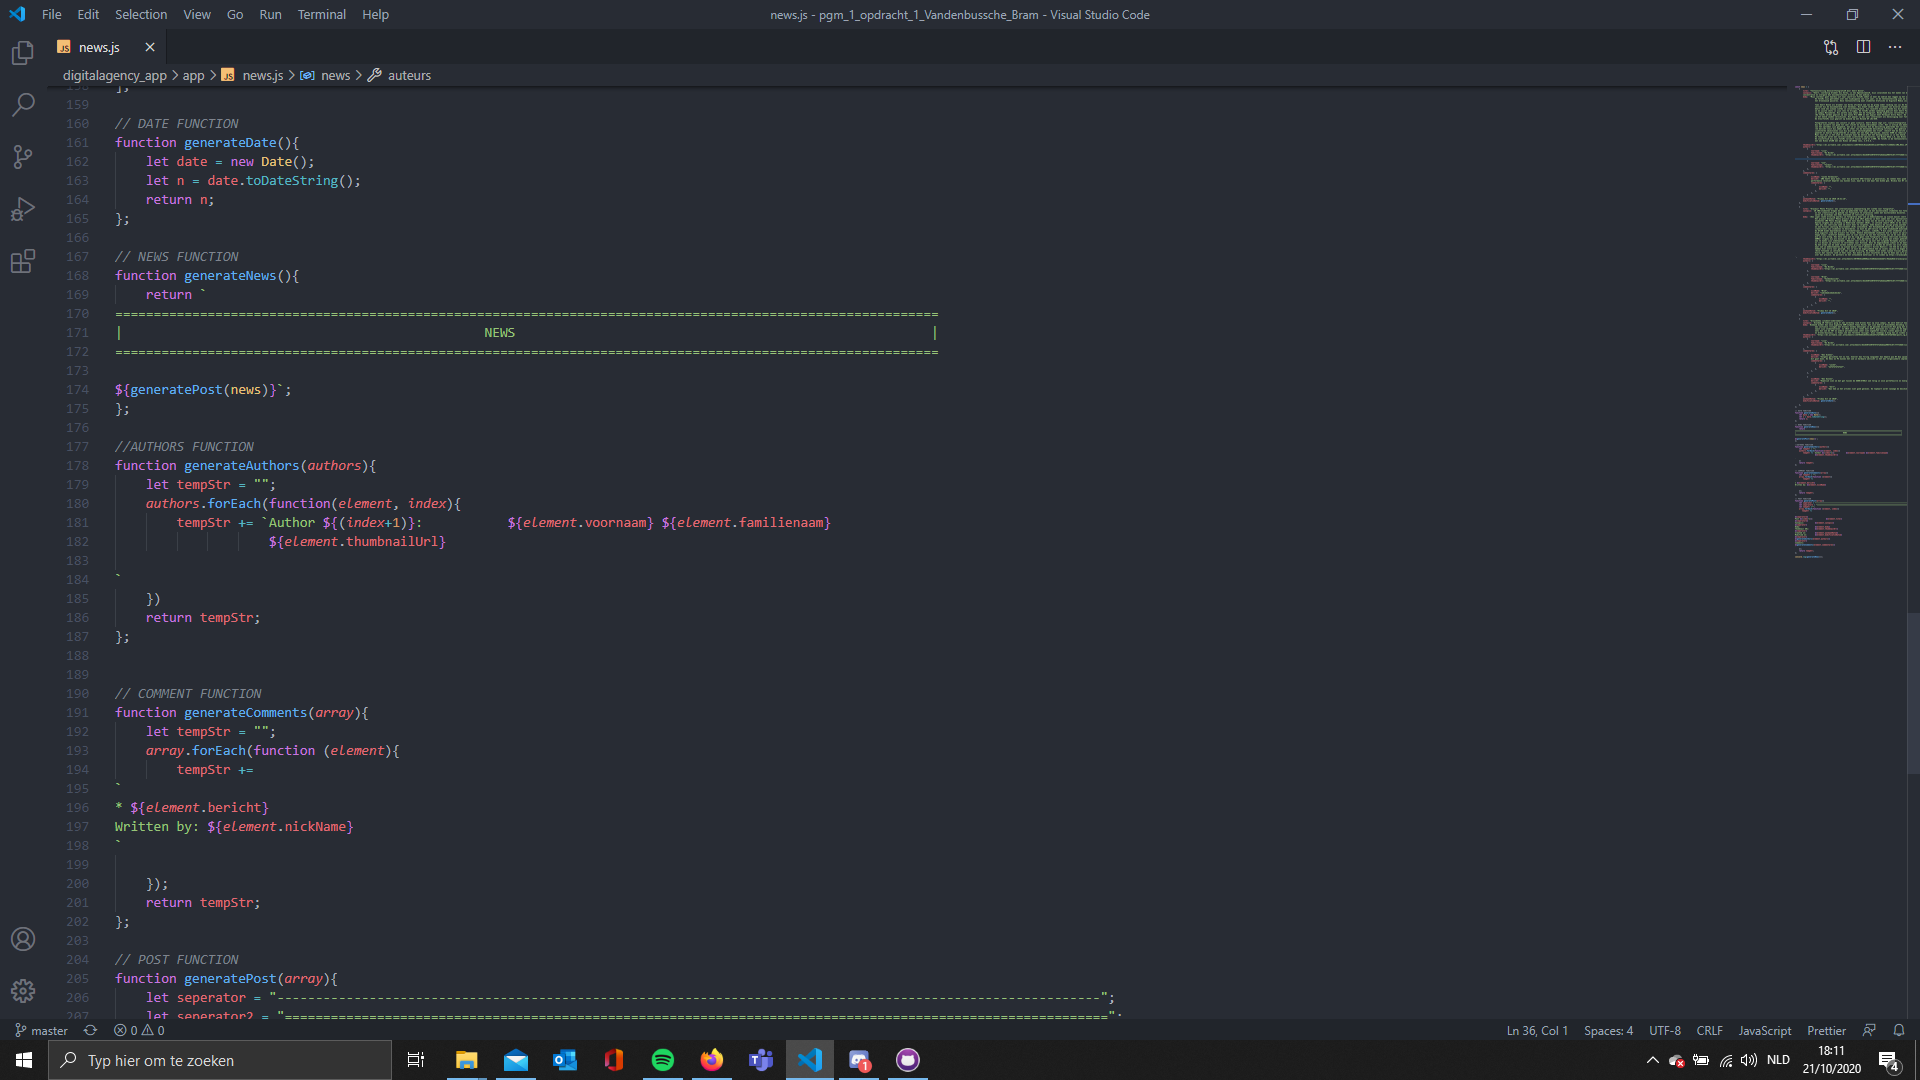 File Edit Selection View Go Run Terminal Help
news.js - pgm_1_opdracht_1_Vandenbussche_Bram - Visual Studio Code
JS news.js
digitalagency_app > app > JS news.js > news > auteurs
158 ];
159
160 // DATE FUNCTION
161 function generateDate(){
162     let date = new Date();
163     let n = date.toDateString();
164     return n;
165 };
166
167 // NEWS FUNCTION
168 function generateNews(){
169     return `
170 ===========================================================================================================
171 |                                               NEWS                                                      |
172 ===========================================================================================================
173
174 ${generatePost(news)}`;
175 };
176
177 //AUTHORS FUNCTION
178 function generateAuthors(authors){
179     let tempStr = "";
180     authors.forEach(function(element, index){
181         tempStr += `Author ${(index+1)}:           ${element.voornaam} ${element.familienaam}
182                     ${element.thumbnailUrl}
183
184 `
185     })
186     return tempStr;
187 };
188
189
190 // COMMENT FUNCTION
191 function generateComments(array){
192     let tempStr = "";
193     array.forEach(function (element){
194         tempStr +=
195 `
196 * ${element.bericht}
197 Written by: ${element.nickName}
198 `
199
200     });
201     return tempStr;
202 };
203
204 // POST FUNCTION
205 function generatePost(array){
206     let seperator = "-----------------------------------------------------------------------------------------------------------";
207     let seperator2 = "===========================================================================================================";
master 0 0 Ln 36, Col 1 Spaces: 4 UTF-8 CRLF JavaScript Prettier
Typ hier om te zoeken
1
NLD
18:11
21/10/2020
4